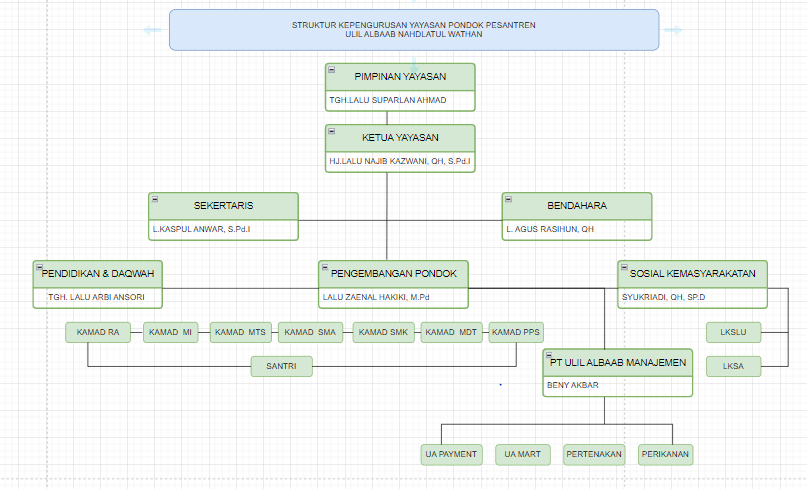 STRUKTUR KEPENGURUSAN YAYASAN PONDOK PESANTREN
ULIL ALBAAB NAHDLATUL WATHAN
PIMPINAN YAYASAN
TGH.LALU SUPARLAN AHMAD
KETUA YAYASAN
HJ.LALU NAJIB KAZWANI, QH, S.Pd.I
SEKERTARIS
L.KASPUL ANWAR, S.Pd.I
BENDAHARA
L. AGUS RASIHUN, QH
PENDIDIKAN & DAQWAH
TGH. LALU ARBI ANSORI
PENGEMBANGAN PONDOK
LALU ZAENAL HAKIKI, M.Pd
SOSIAL KEMASYARAKATAN
SYUKRIADI, QH, SP.D
KAMAD RA
KAMAD MI
KAMAD MTS
KAMAD SMA
KAMAD SMK
KAMAD MDT
KAMAD PPS
LKSLU
SANTRI
PT ULIL ALBAAB MANAJEMEN
BENY AKBAR
LKSA
UA PAYMENT
UA MART
PERTENAKAN
PERIKANAN